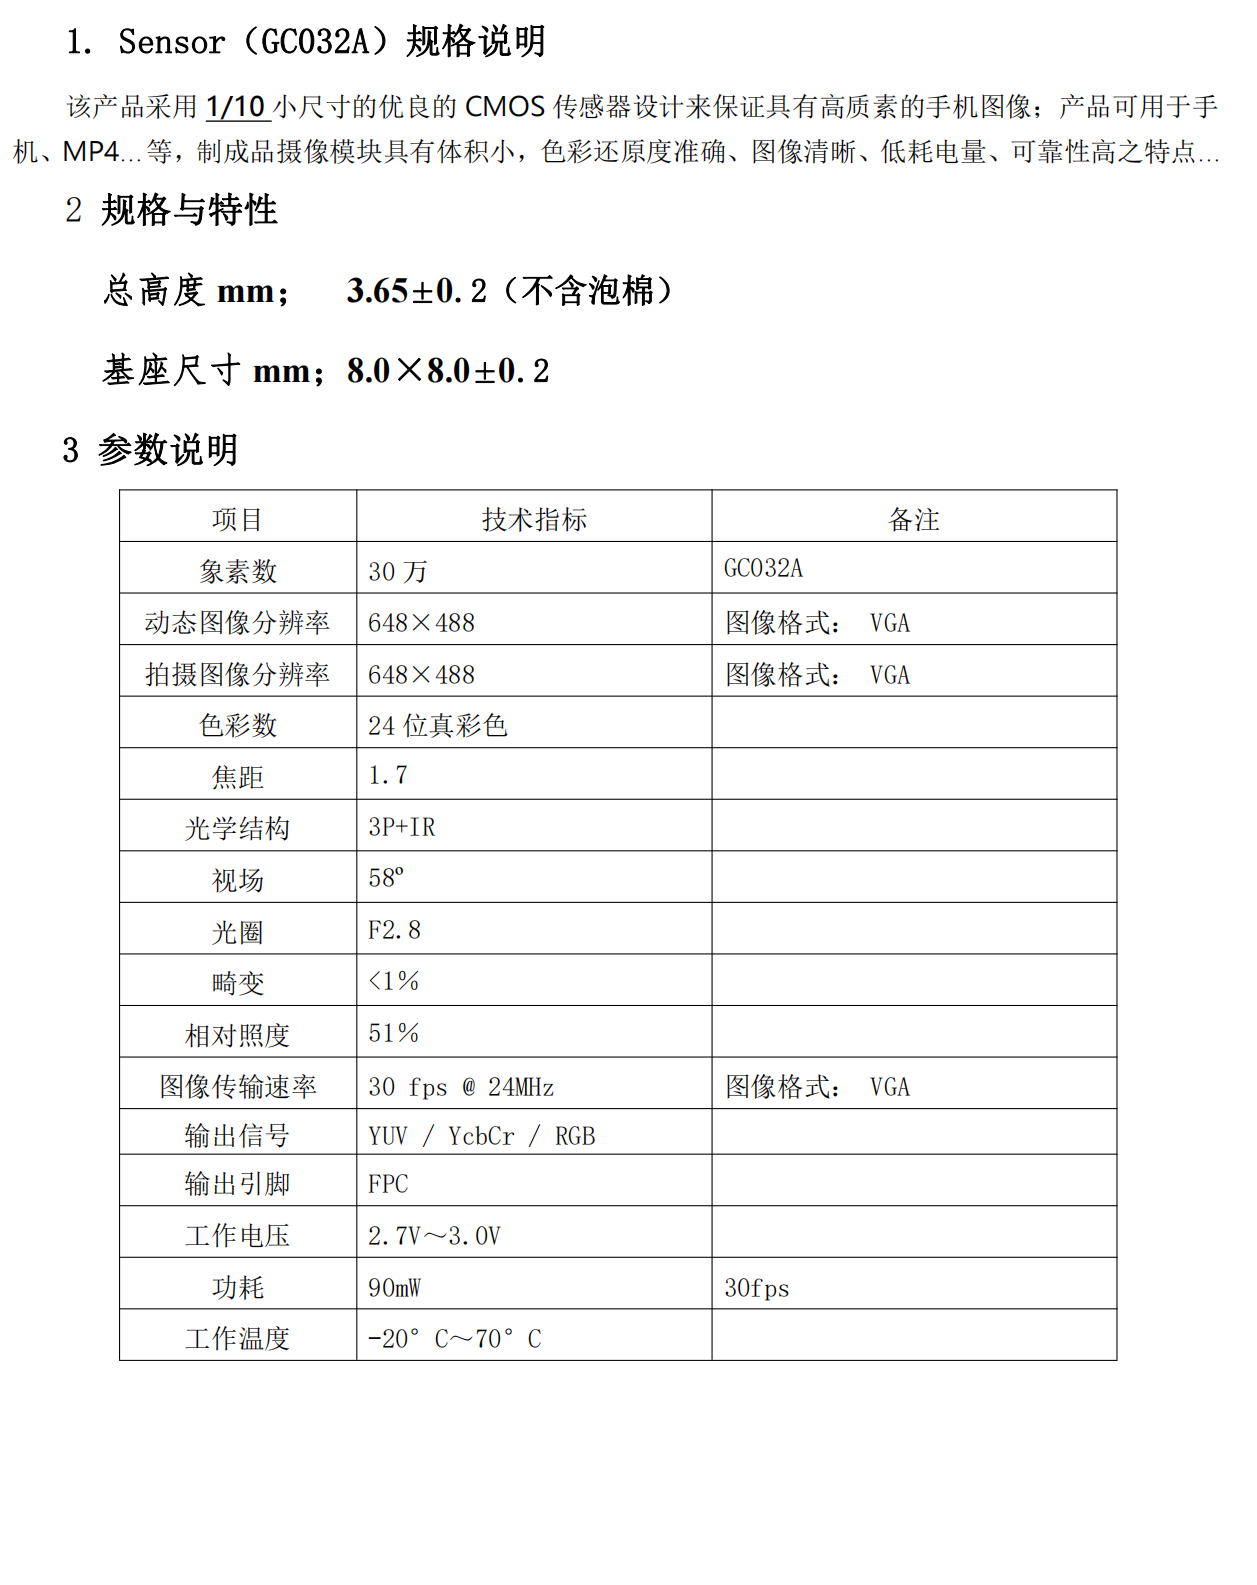 1. Sensor（GC032A）规格说明
该产品采用 1/10 小尺寸的优良的 CMOS 传感器设计来保证具有高质素的手机图像；产品可用于手
机、MP4…等，制成品摄像模块具有体积小，色彩还原度准确、图像清晰、低耗电量、可靠性高之特点…
2 规格与特性
总高度 mm； 3.65±0.2（不含泡棉）
基座尺寸 mm；8.0×8.0±0.2
3 参数说明
项目 技术指标 备注
象素数 30 万 GC032A
动态图像分辨率 648×488 图像格式： VGA
拍摄图像分辨率 648×488 图像格式： VGA
色彩数 24 位真彩色
焦距 1.7
光学结构 3P+IR
视场 58º
光圈 F2.8
畸变 <1%
相对照度 51%
图像传输速率 30 fps @ 24MHz 图像格式： VGA
输出信号 YUV / YcbCr / RGB
输出引脚 FPC
工作电压 2.7V～3.0V
功耗 90mW 30fps
工作温度 -20° C～70° C